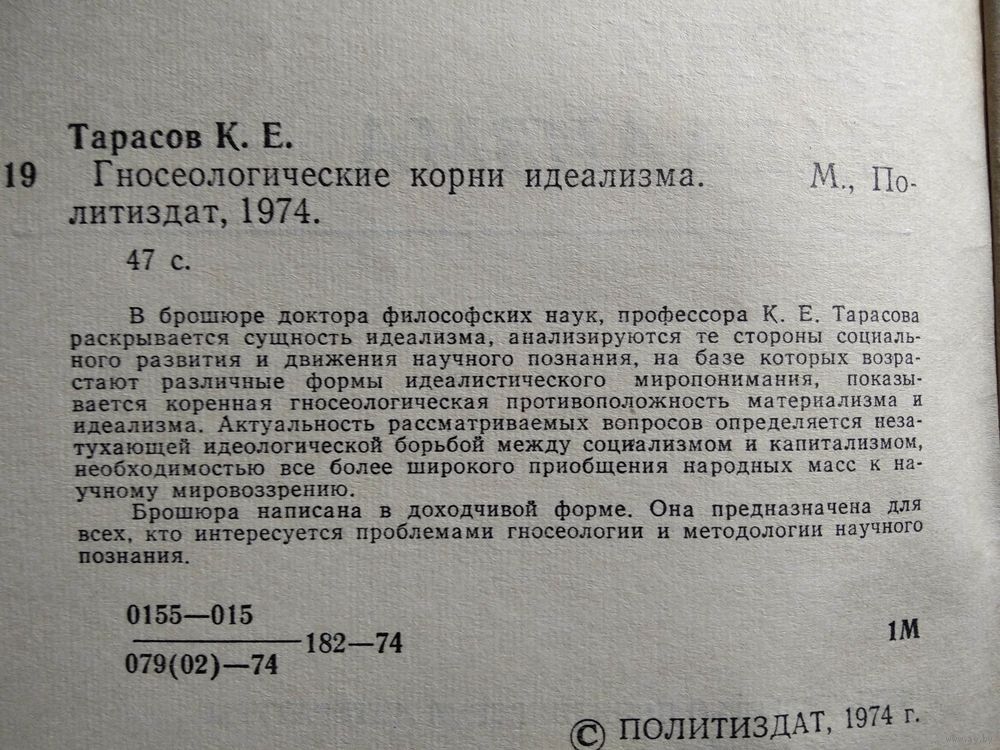 Тарасов К. Е.
19 Гносеологические корни идеализма. М., По-
литиздат, 1974.
47 с.
В брошюре доктора философских наук, профессора К. Е. Тарасова
раскрывается сущность идеализма, анализируются те стороны социаль-
ного развития и движения научного познания, на базе которых возра-
стают различные формы идеалистического миропонимания, показы-
вается коренная гносеологическая противоположность материализма и
идеализма. Актуальность рассматриваемых вопросов определяется неза-
тухающей идеологической борьбой между социализмом и капитализмом,
необходимостью все более широкого приобщения народных масс к на-
учному мировоззрению.
Брошюра написана в доходчивой форме. Она предназначена для
всех, кто интересуется проблемами гносеологии и методологии научного
познания.
0155—015
182—74
079(02)—74
1М
© ПОЛИТИЗДАТ, 1974 г.